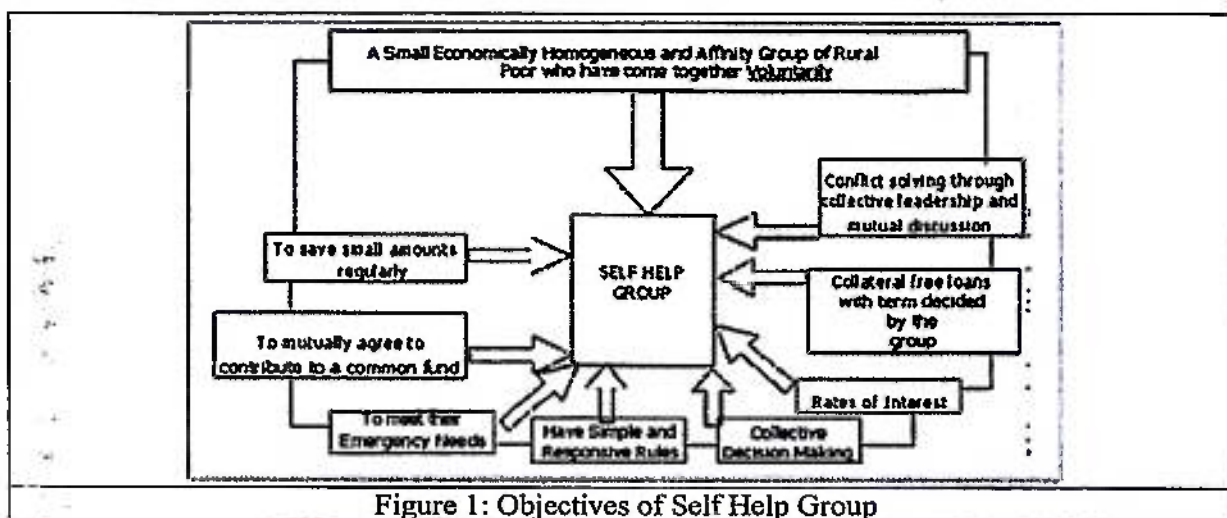 A Small Economically Homogeneous and Affinity Group of Rural
Poor who have come together Voluntarily
Conflict solving through
collective leadership and
mutual discussion
To save small amounts
regularly
SELF HELP
GROUP
Collateral free loans
with term decided
by the
group
To mutually agree to
contribute to a common fund
Rates of Interest
To meet their
Emergency Needs
Have Simple and
Responsive Rules
Collective
Decision Making
Figure 1: Objectives of Self Help Group